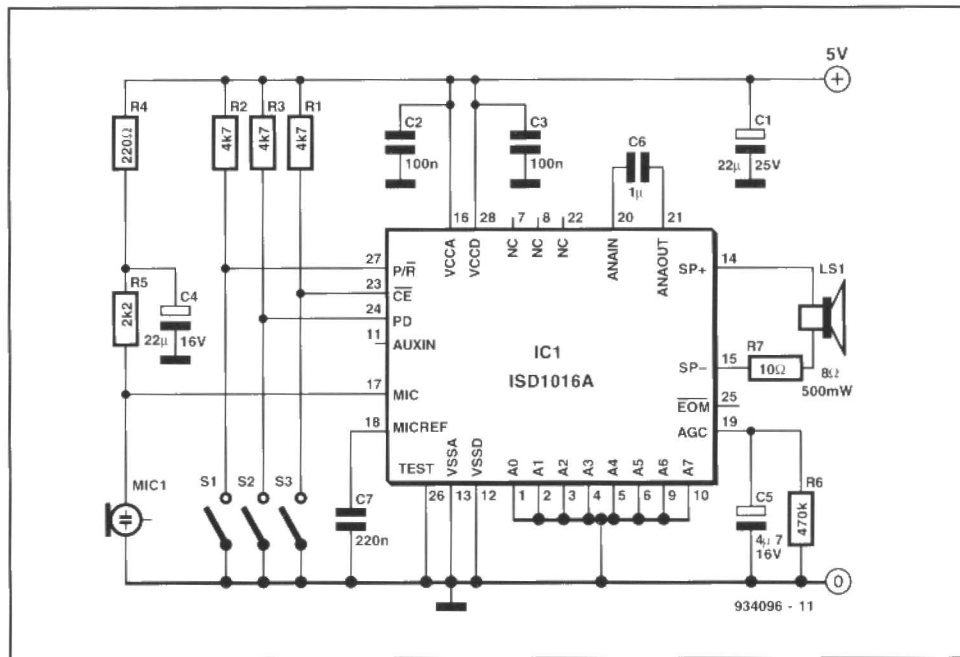 5V
+
R4
220Ω
R2
4k7
R3
4k7
R1
4k7
C2
100n
C3
100n
C6
1µ
C1
22µ
25V
16
28
7
8
22
20
21
VCCA
VCCD
NC
NC
NC
ANAIN
ANAOUT
27
P/R̅
23
C̅E̅
24
PD
11
AUXIN
17
MIC
18
MICREF
R5
2k2
C4
22µ
16V
IC1
ISD1016A
14
SP+
LS1
15
SP–
R7
10Ω
8Ω
500mW
25
E̅O̅M̅
19
AGC
TEST
VSSA
VSSD
A0
A1
A2
A3
A4
A5
A6
A7
26
13
12
1
2
3
4
5
6
9
10
MIC1
S1
S2
S3
C7
220n
C5
4µ7
16V
R6
470k
0
934096 - 11